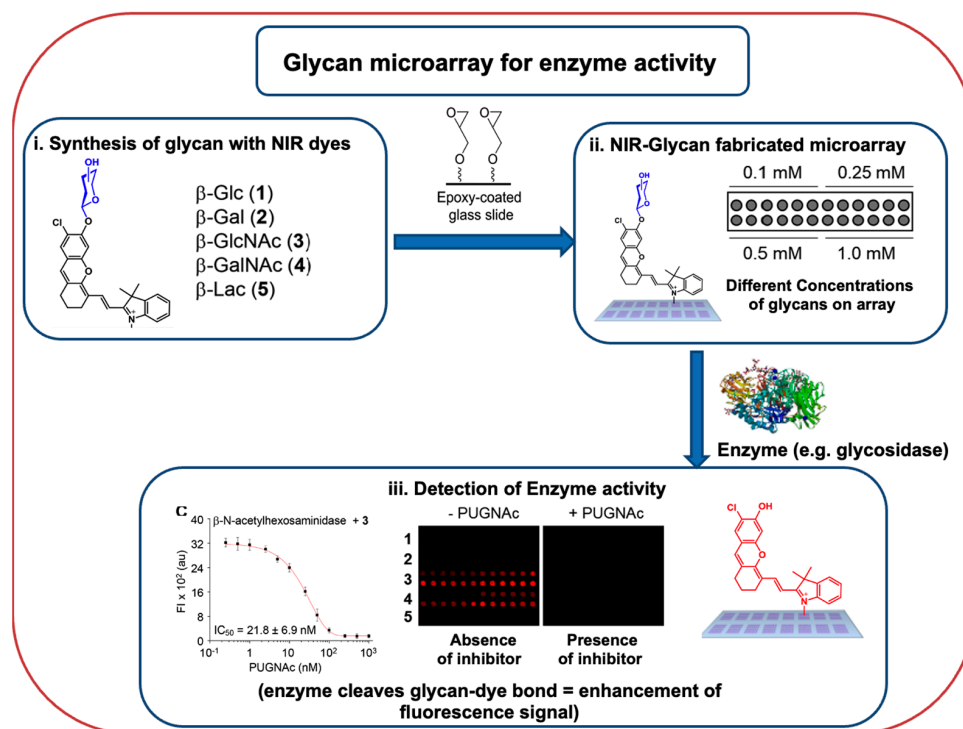 Glycan microarray for enzyme activity
i. Synthesis of glycan with NIR dyes
OH
O
O
Cl
O
N
+
β-Glc (1)
β-Gal (2)
β-GlcNAc (3)
β-GalNAc (4)
β-Lac (5)
O
O
O
O
Epoxy-coated
glass slide
ii. NIR-Glycan fabricated microarray
OH
O
O
Cl
O
N
+
0.1 mM 0.25 mM
0.5 mM 1.0 mM
Different Concentrations
of glycans on array
Enzyme (e.g. glycosidase)
iii. Detection of Enzyme activity
C
β-N-acetylhexosaminidase + 3
FI x 10² (au)
40
32
24
16
8
0
IC₅₀ = 21.8 ± 6.9 nM
10⁻¹ 1 10¹ 10² 10³
PUGNAc (nM)
- PUGNAc + PUGNAc
1
2
3
4
5
Absence
of inhibitor
Presence
of inhibitor
Cl
OH
O
N
+
(enzyme cleaves glycan-dye bond = enhancement of
fluorescence signal)